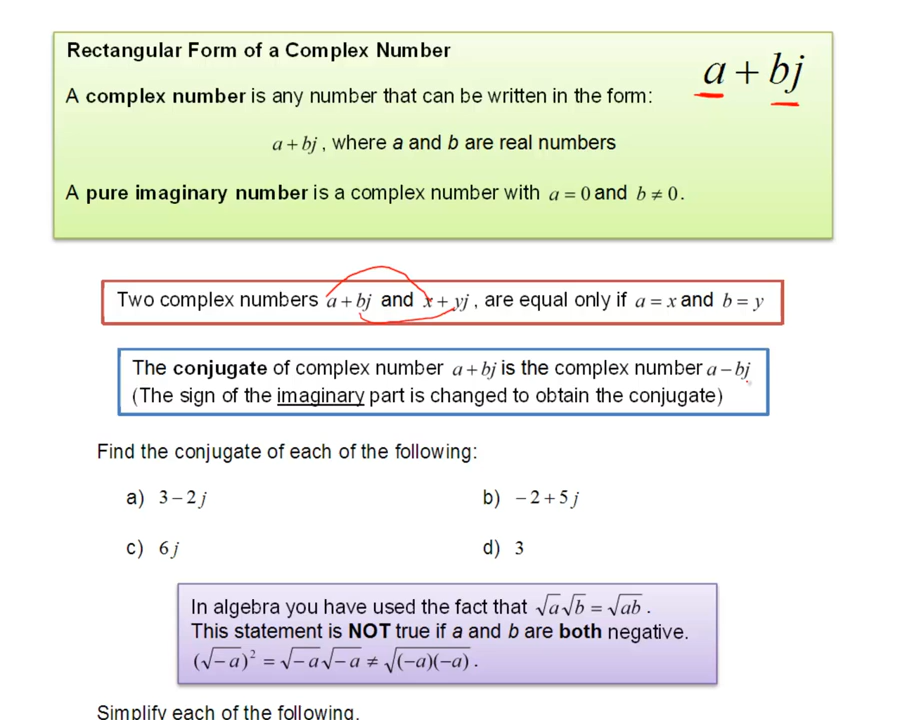 Rectangular Form of a Complex Number
a + bj
A complex number is any number that can be written in the form:
a + bj , where a and b are real numbers
A pure imaginary number is a complex number with a = 0 and b ≠ 0 .
Two complex numbers a + bj and x + yj , are equal only if a = x and b = y
The conjugate of complex number a + bj is the complex number a − bj
(The sign of the imaginary part is changed to obtain the conjugate)
Find the conjugate of each of the following:
a) 3 − 2 j
b) − 2 + 5 j
c) 6 j
d) 3
In algebra you have used the fact that √a√b = √ab .
This statement is NOT true if a and b are both negative.
(√−a)² = √−a√−a ≠ √(−a)(−a) .
Simplify each of the following.